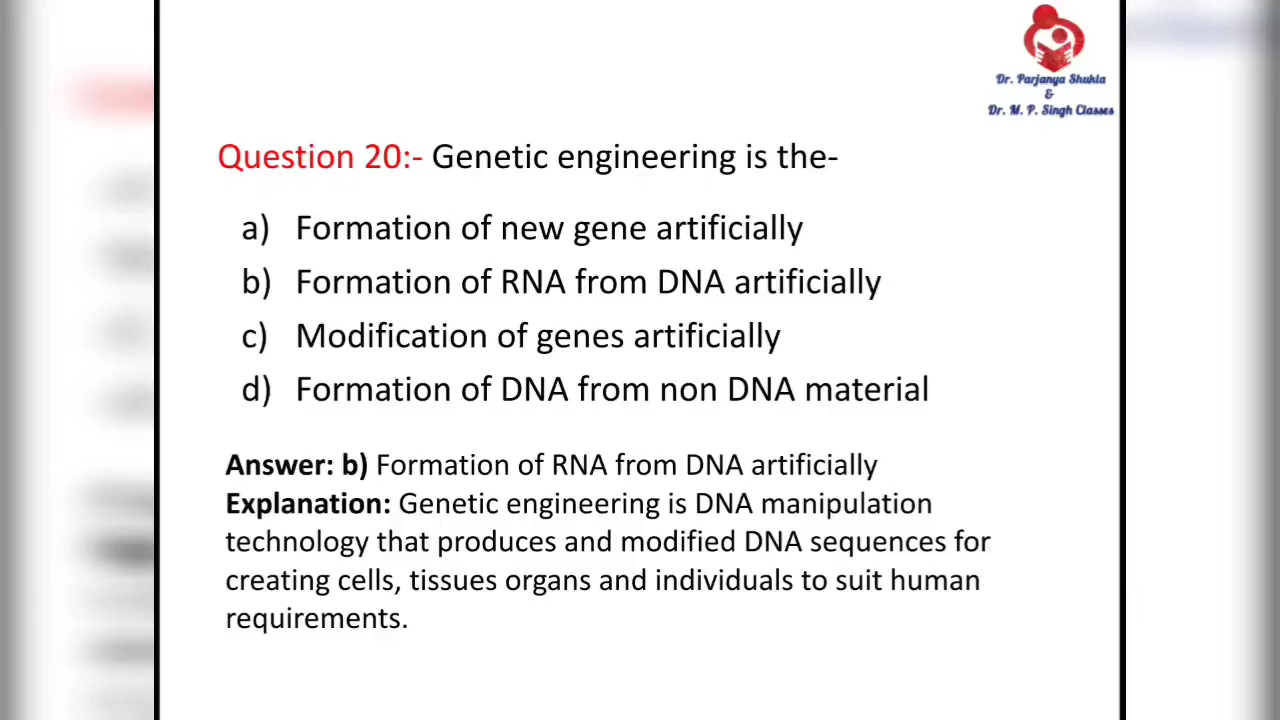 Dr. Parjanya Shukla
&
Dr. M. P. Singh Classes
Question 20:- Genetic engineering is the-
a) Formation of new gene artificially
b) Formation of RNA from DNA artificially
c) Modification of genes artificially
d) Formation of DNA from non DNA material
Answer: b) Formation of RNA from DNA artificially
Explanation: Genetic engineering is DNA manipulation
technology that produces and modified DNA sequences for
creating cells, tissues organs and individuals to suit human
requirements.